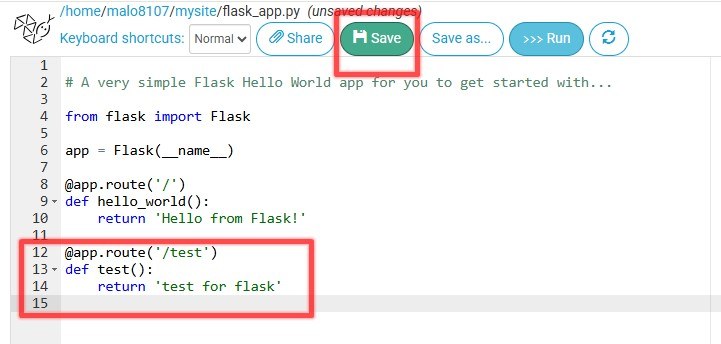 /home/malo8107/mysite/flask_app.py (unsaved changes)
Keyboard shortcuts: Normal Share Save Save as... >>> Run
1
2 # A very simple Flask Hello World app for you to get started with...
3
4 from flask import Flask
5
6 app = Flask(__name__)
7
8 @app.route('/')
9 def hello_world():
10     return 'Hello from Flask!'
11
12 @app.route('/test')
13 def test():
14     return 'test for flask'
15